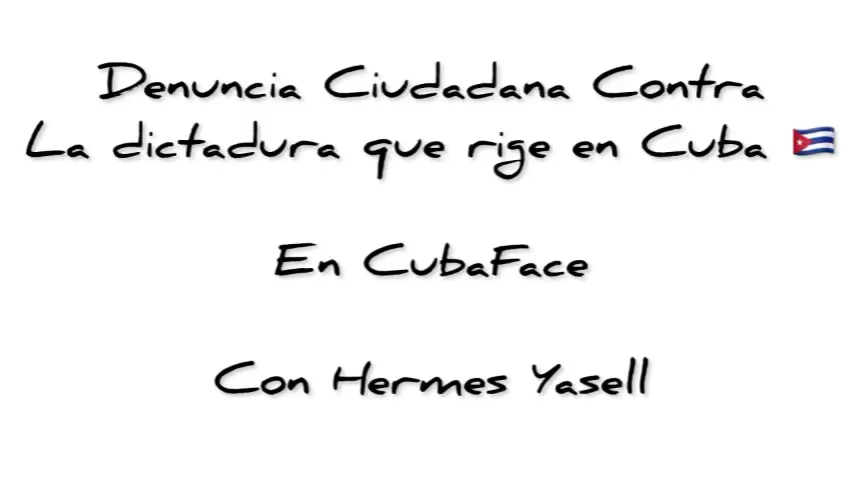 Denuncia Ciudadana Contra
La dictadura que rige en Cuba 🇨🇺
En CubaFace
Con Hermes Yasell